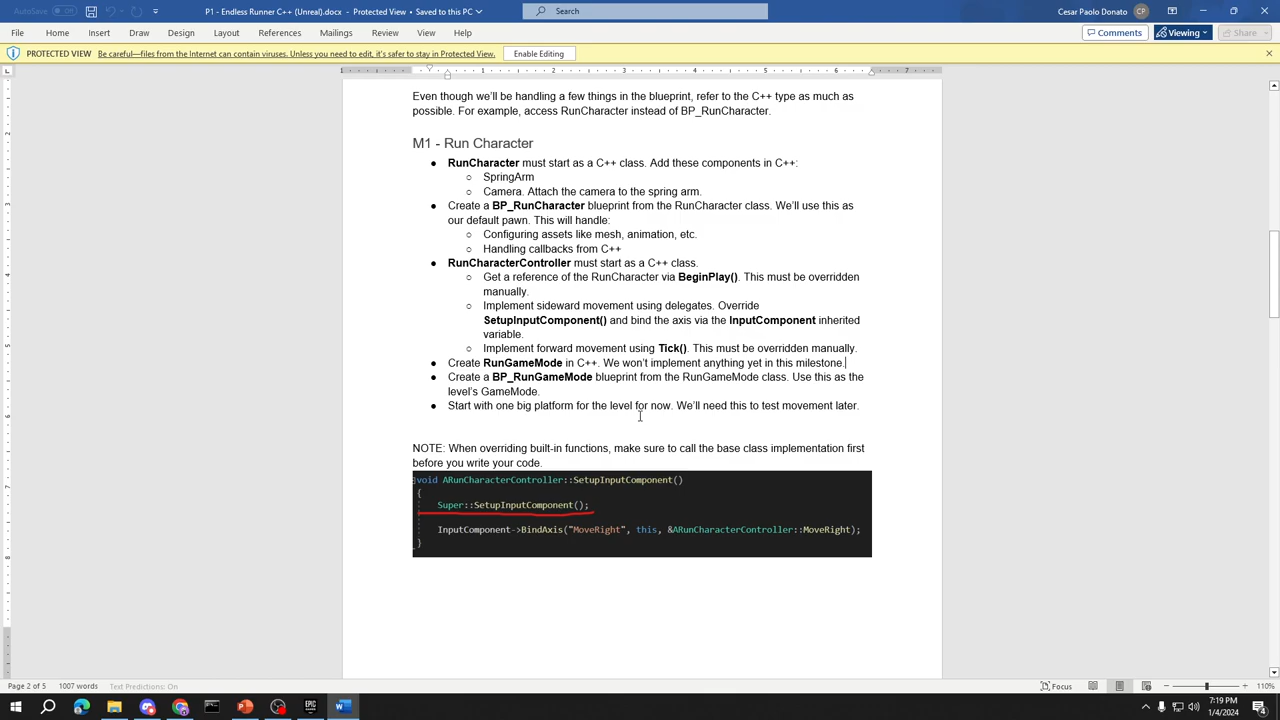 AutoSave Off
P1 - Endless Runner C++ (Unreal).docx - Protected View • Saved to this PC
Search
Cesar Paolo Donato
CP
File Home Insert Draw Design Layout References Mailings Review View Help
Comments Viewing Share
PROTECTED VIEW Be careful—files from the Internet can contain viruses. Unless you need to edit, it's safer to stay in Protected View. Enable Editing
Even though we'll be handling a few things in the blueprint, refer to the C++ type as much as
possible. For example, access RunCharacter instead of BP_RunCharacter.
M1 - Run Character
● RunCharacter must start as a C++ class. Add these components in C++:
○ SpringArm
○ Camera. Attach the camera to the spring arm.
● Create a BP_RunCharacter blueprint from the RunCharacter class. We'll use this as
our default pawn. This will handle:
○ Configuring assets like mesh, animation, etc.
○ Handling callbacks from C++
● RunCharacterController must start as a C++ class.
○ Get a reference of the RunCharacter via BeginPlay(). This must be overridden
manually.
○ Implement sideward movement using delegates. Override
SetupInputComponent() and bind the axis via the InputComponent inherited
variable.
○ Implement forward movement using Tick(). This must be overridden manually.
● Create RunGameMode in C++. We won't implement anything yet in this milestone.
● Create a BP_RunGameMode blueprint from the RunGameMode class. Use this as the
level's GameMode.
● Start with one big platform for the level for now. We'll need this to test movement later.
NOTE: When overriding built-in functions, make sure to call the base class implementation first
before you write your code.
void ARunCharacterController::SetupInputComponent()
{
Super::SetupInputComponent();
InputComponent->BindAxis("MoveRight", this, &ARunCharacterController::MoveRight);
}
Page 2 of 5 1007 words Text Predictions: On
Focus 110%
7:19 PM
1/4/2024